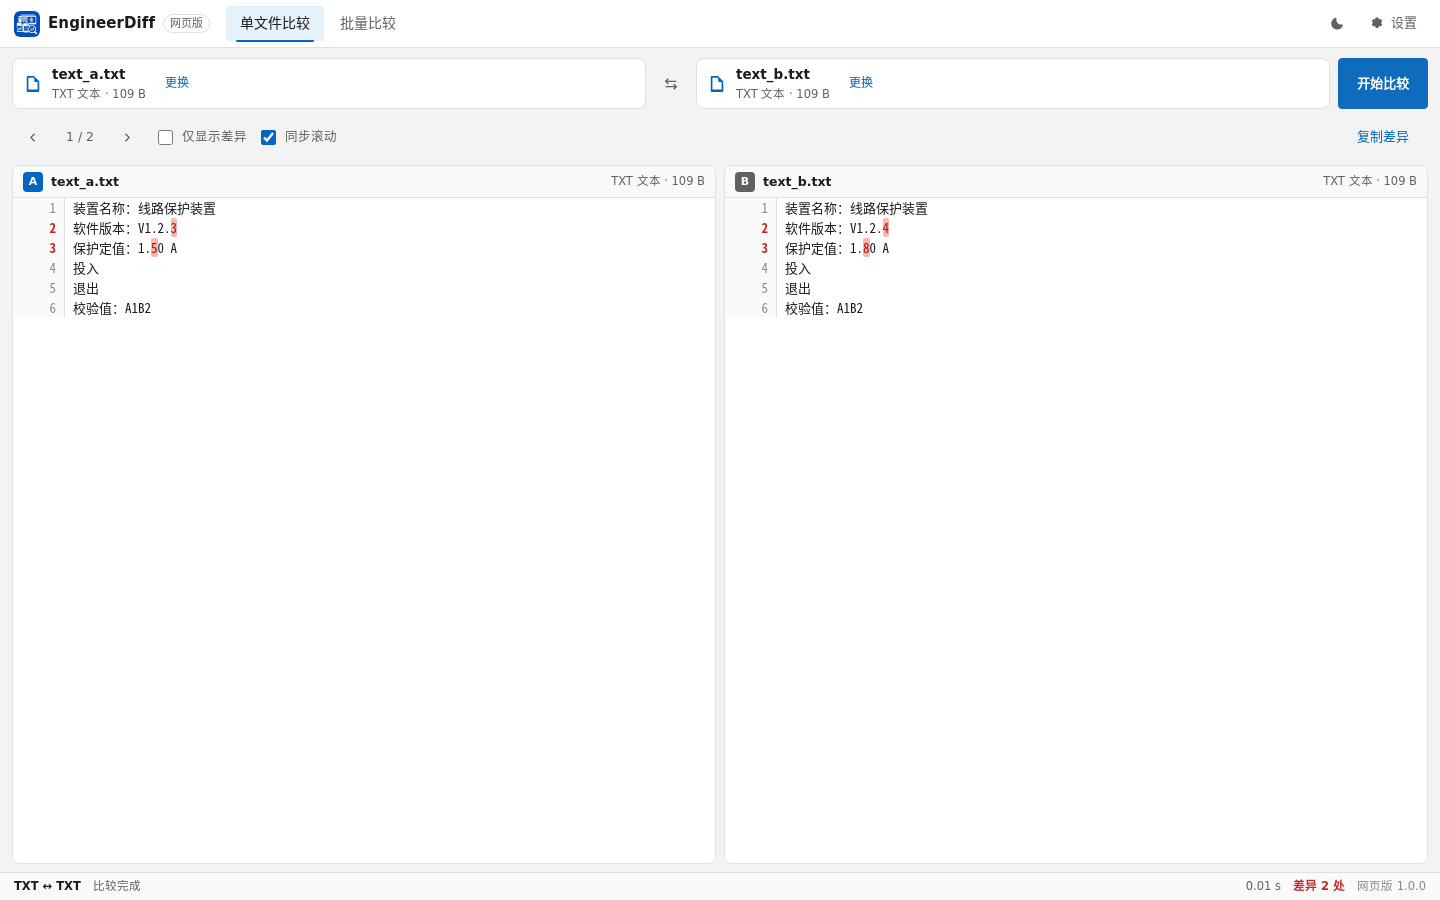 EngineerDiff 网页版 单文件比较 批量比较 设置
text_a.txt 更换
TXT 文本 · 109 B
text_b.txt 更换
TXT 文本 · 109 B
开始比较
1 / 2 仅显示差异 同步滚动 复制差异
A text_a.txt TXT 文本 · 109 B
1 装置名称: 线路保护装置
2 软件版本: V1.2.3
3 保护定值: 1.50 A
4 投入
5 退出
6 校验值: A1B2
B text_b.txt TXT 文本 · 109 B
1 装置名称: 线路保护装置
2 软件版本: V1.2.4
3 保护定值: 1.80 A
4 投入
5 退出
6 校验值: A1B2
TXT ↔ TXT 比较完成 0.01 s 差异 2 处 网页版 1.0.0